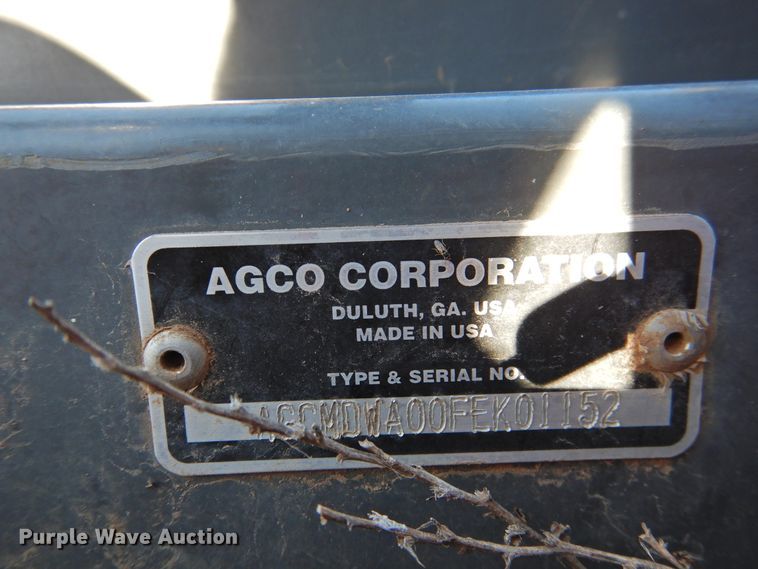 AGCO CORPORATION
DULUTH, GA. USA
MADE IN USA
TYPE & SERIAL NO.
AGCMDWA00FEK01152
Purple Wave Auction